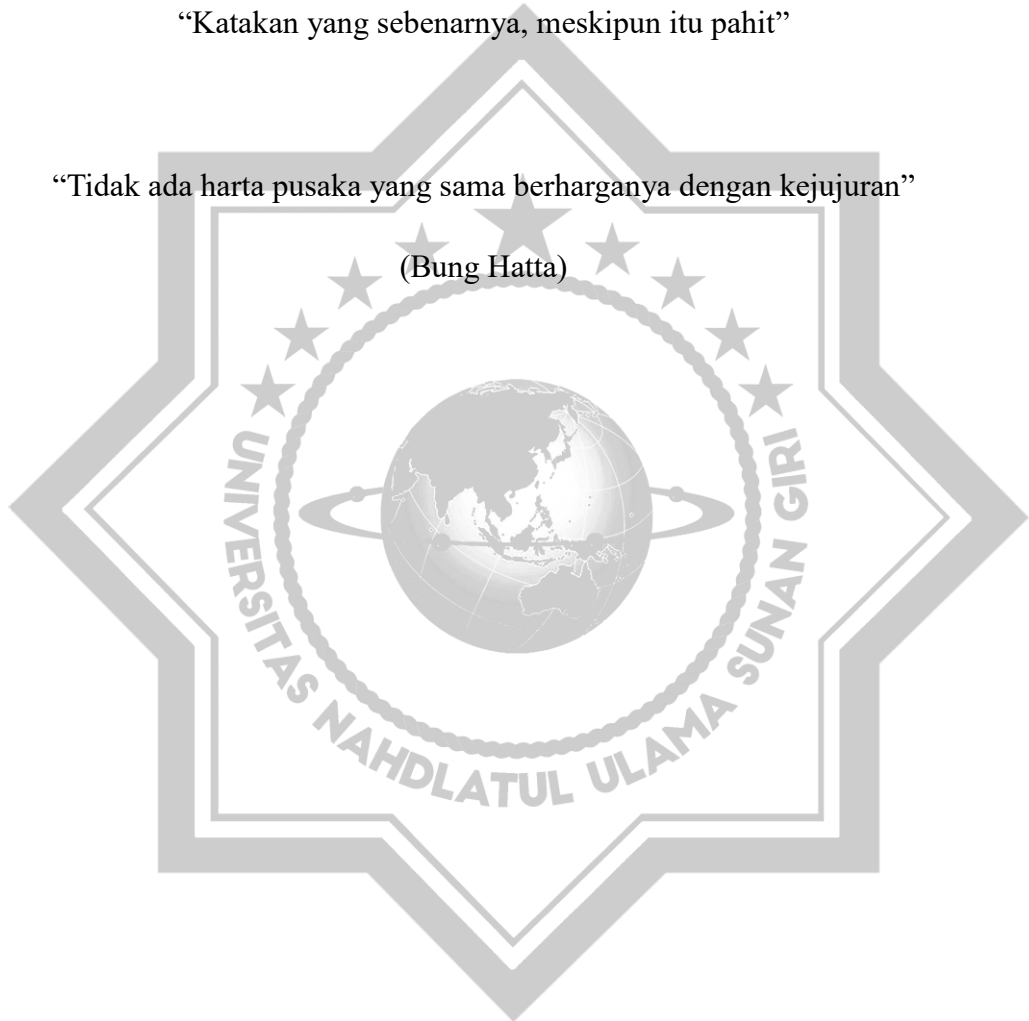 “Katakan yang sebenarnya, meskipun itu pahit”
“Tidak ada harta pusaka yang sama berharganya dengan kejujuran”
(Bung Hatta)
UNIVERSITAS NAHDLATUL ULAMA SUNAN GIRI